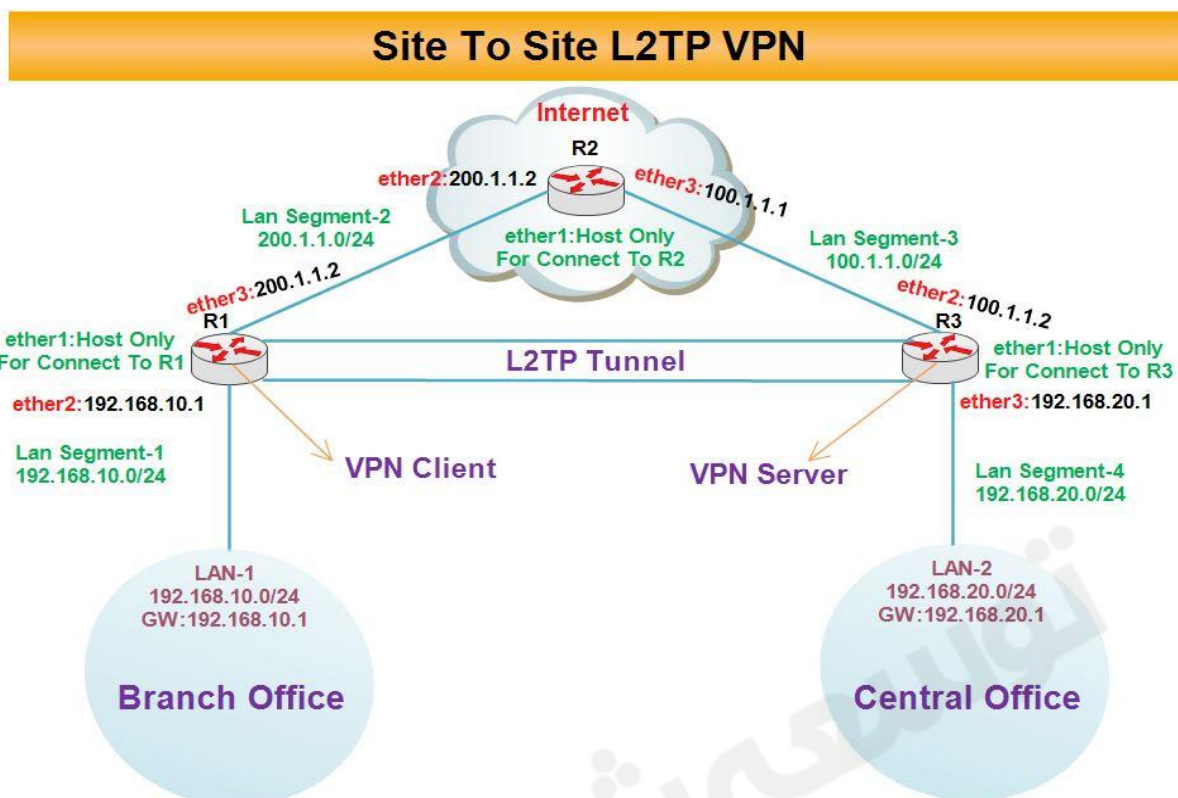 Site To Site L2TP VPN
Internet
R2
ether2:200.1.1.2
ether3:100.1.1.1
Lan Segment-2
200.1.1.0/24
ether1:Host Only
For Connect To R2
Lan Segment-3
100.1.1.0/24
ether3:200.1.1.2
ether2:100.1.1.2
R1
R3
ether1:Host Only
For Connect To R1
L2TP Tunnel
ether1:Host Only
For Connect To R3
ether2:192.168.10.1
ether3:192.168.20.1
Lan Segment-1
192.168.10.0/24
VPN Client
VPN Server
Lan Segment-4
192.168.20.0/24
LAN-1
192.168.10.0/24
GW:192.168.10.1
LAN-2
192.168.20.0/24
GW:192.168.20.1
Branch Office
Central Office
توسعه